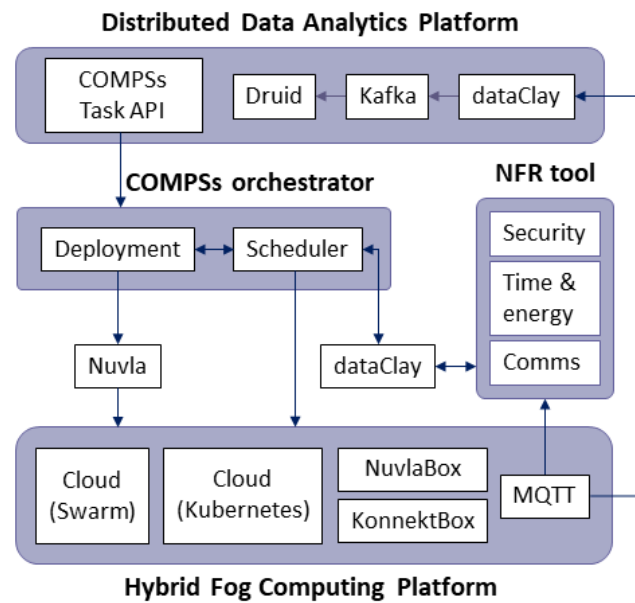 Distributed Data Analytics Platform
COMPSs
Task API
Druid
Kafka
dataClay
COMPSs orchestrator
NFR tool
Deployment
Scheduler
Security
Time &
energy
Comms
Nuvla
dataClay
Cloud
(Swarm)
Cloud
(Kubernetes)
NuvlaBox
KonnektBox
MQTT
Hybrid Fog Computing Platform